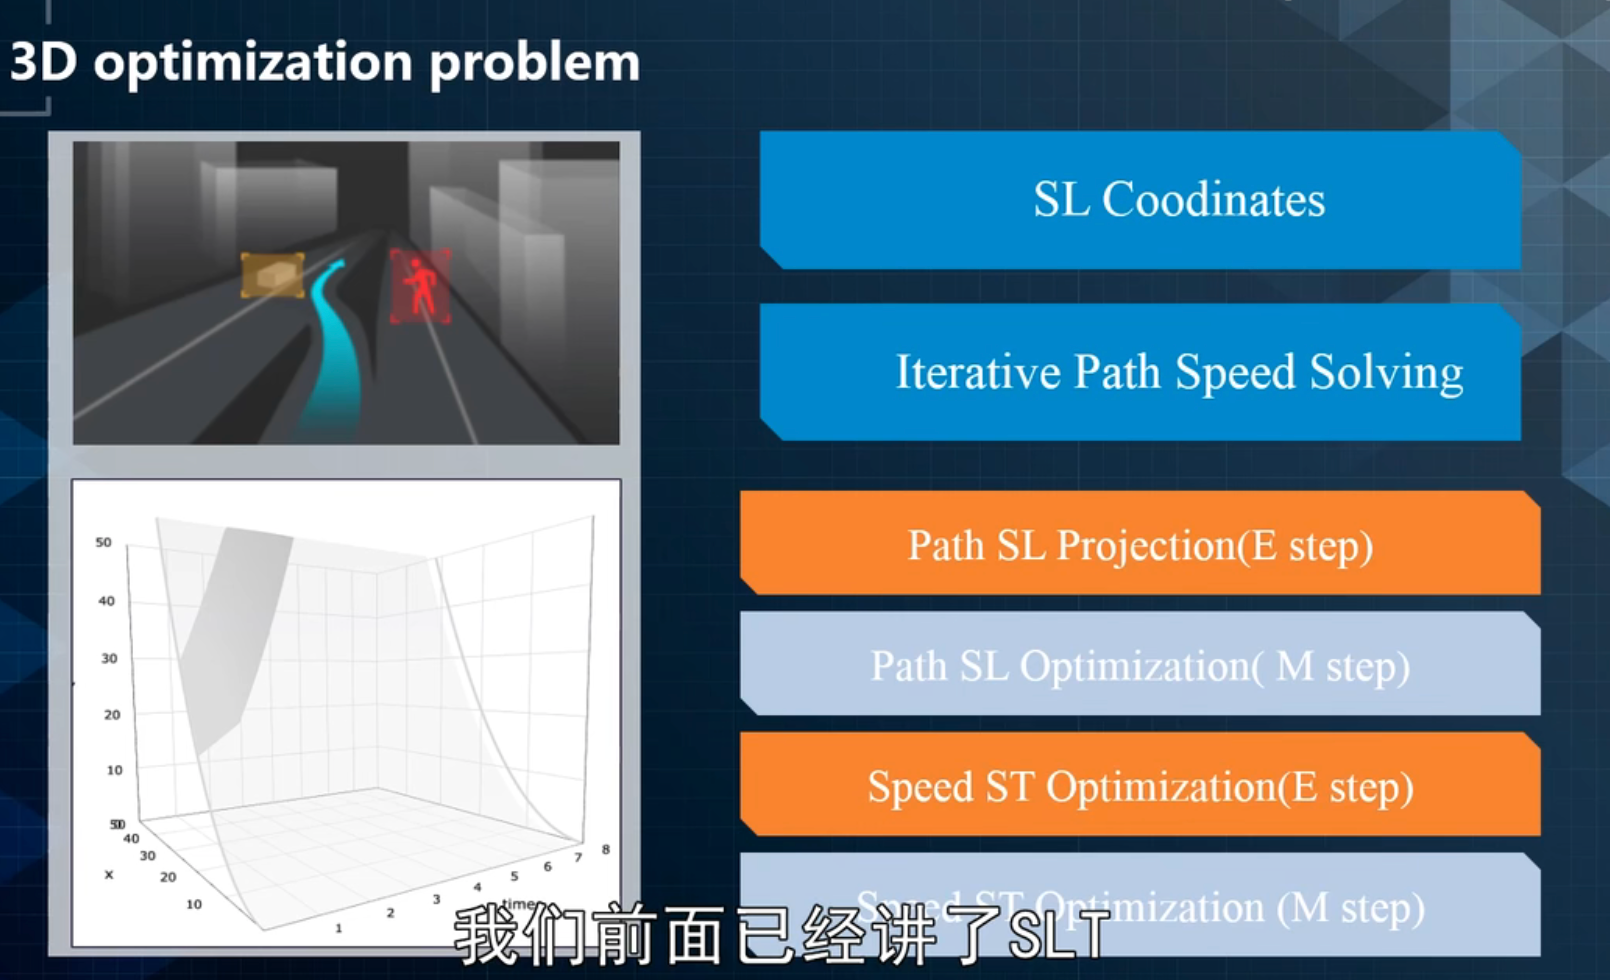 3D optimization problem
SL Coodinates
Iterative Path Speed Solving
Path SL Projection(E step)
Path SL Optimization( M step)
Speed ST Optimization(E step)
Speed ST Optimization (M step)
50
40
30
20
10
50
40
30
20
10
x
1
2
3
4
5
6
7
8
time
我们前面已经讲了SLT